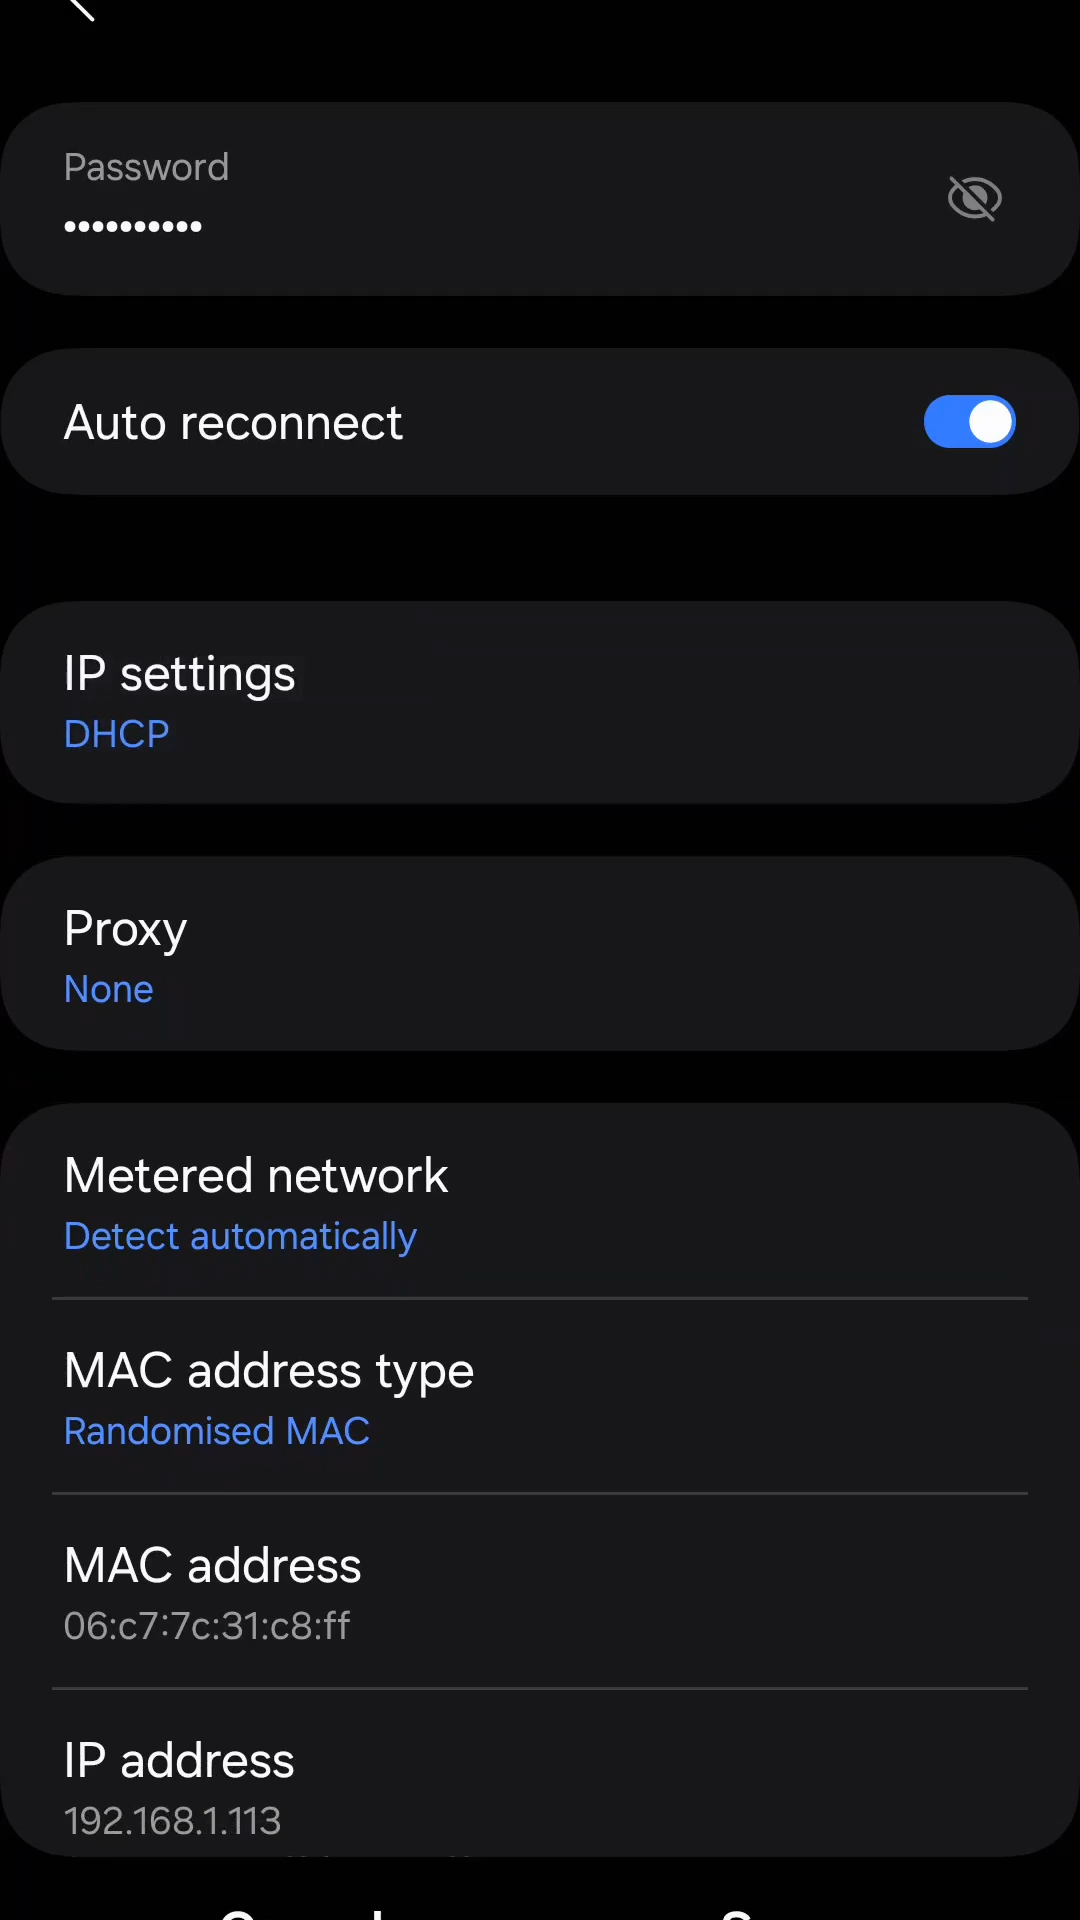 Password
••••••••••
Auto reconnect
IP settings
DHCP
Proxy
None
Metered network
Detect automatically
MAC address type
Randomised MAC
MAC address
06:c7:7c:31:c8:ff
IP address
192.168.1.113